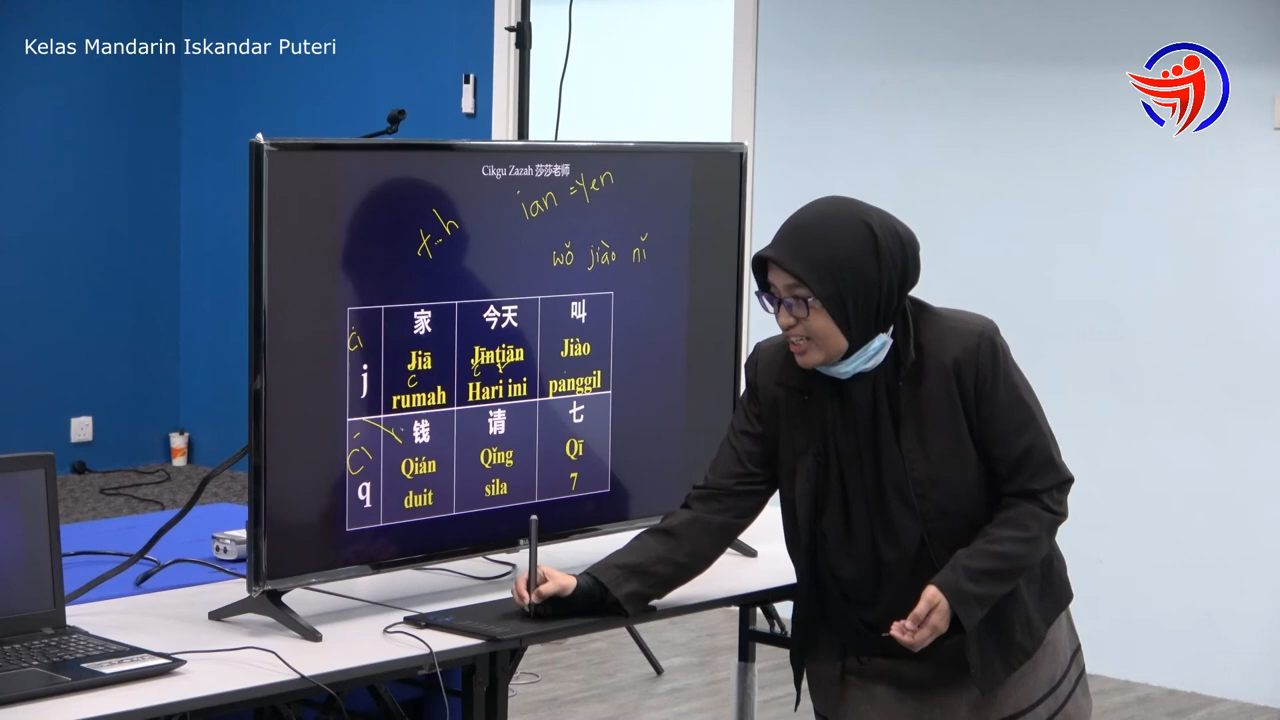 Kelas Mandarin Iskandar Puteri
Cikgu Zazah 莎莎老师
ian = yen
wǒ jiào nǐ
家 今天 叫
j Jiā Jīntiān Jiào
rumah Hari ini panggil
钱 请 七
q Qián Qǐng Qī
duit sila 7